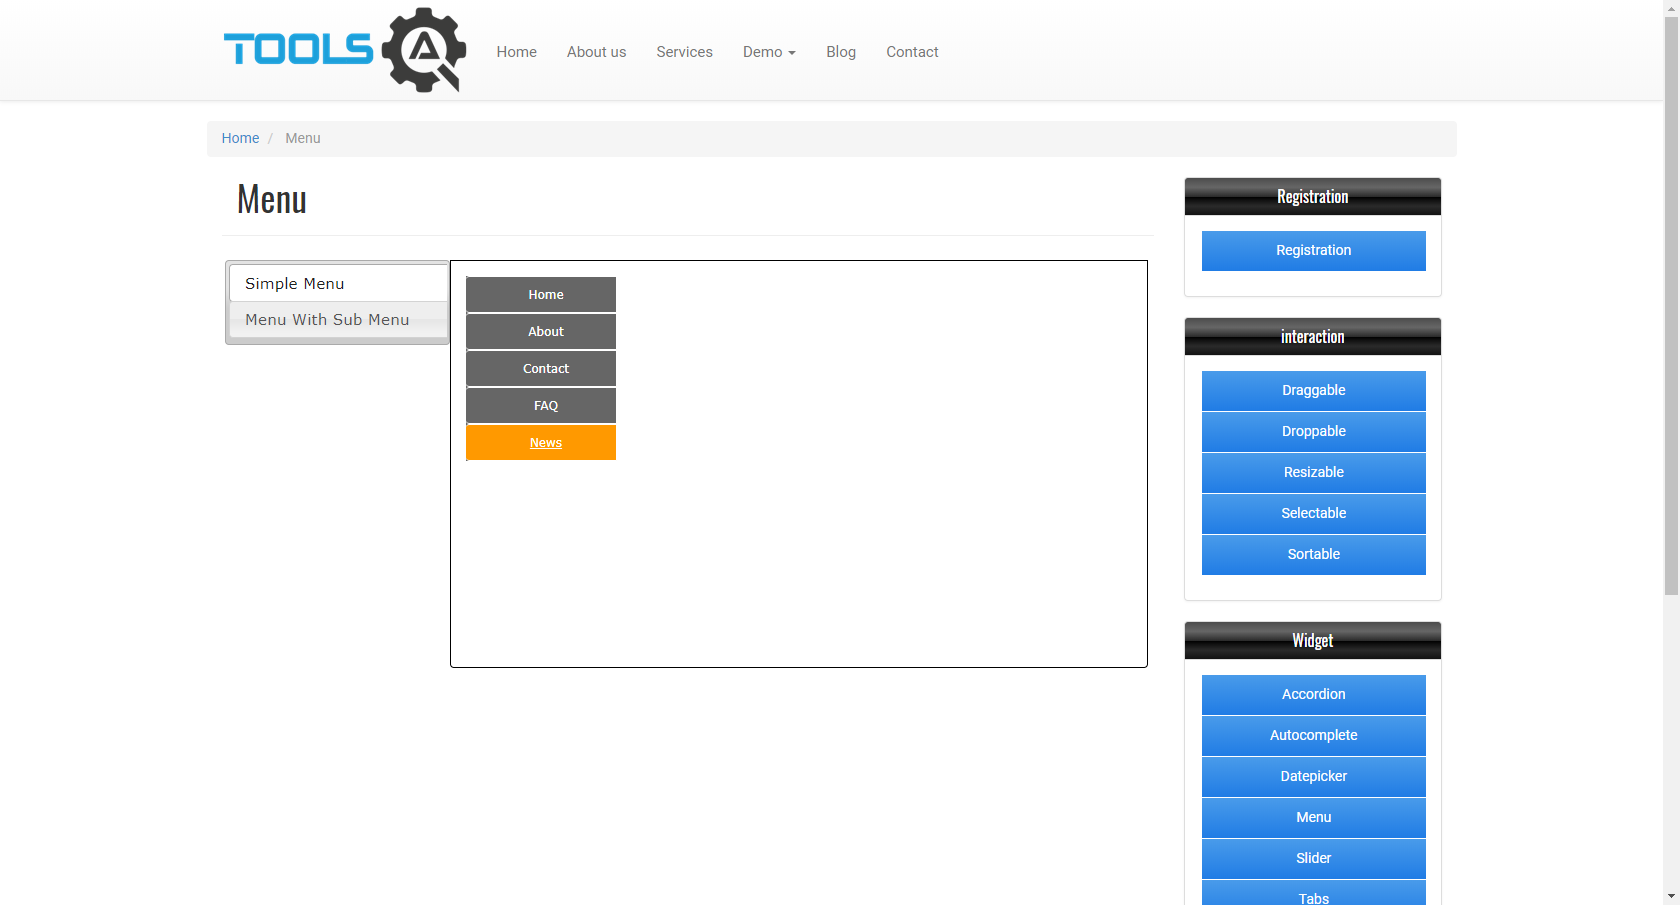 TOOLS QA
Home About us Services Demo Blog Contact
Home / Menu
Menu
Simple Menu
Menu With Sub Menu
Home
About
Contact
FAQ
News
Registration
Registration
interaction
Draggable
Droppable
Resizable
Selectable
Sortable
Widget
Accordion
Autocomplete
Datepicker
Menu
Slider
Tabs